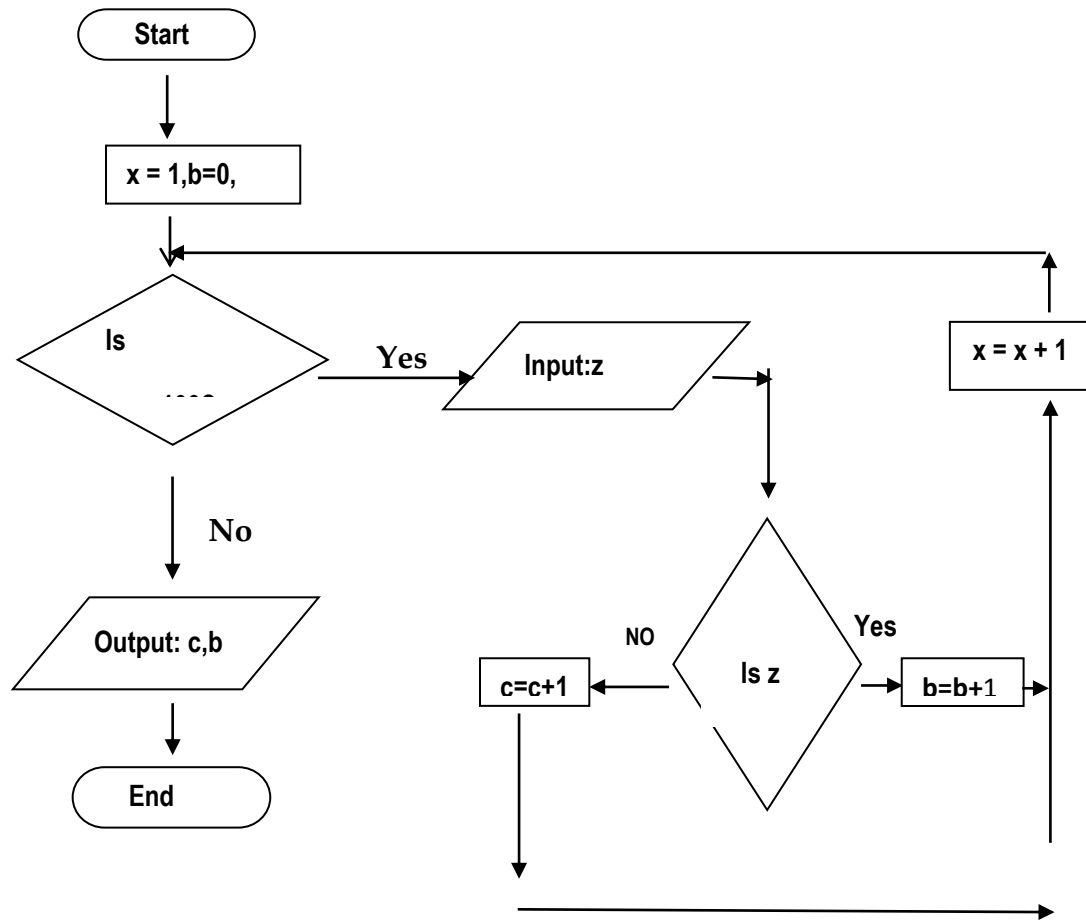 Start
x = 1,b=0,
Is
Yes
Input:z
x = x + 1
No
Output: c,b
NO
Yes
Is z
c=c+1
b=b+1
End